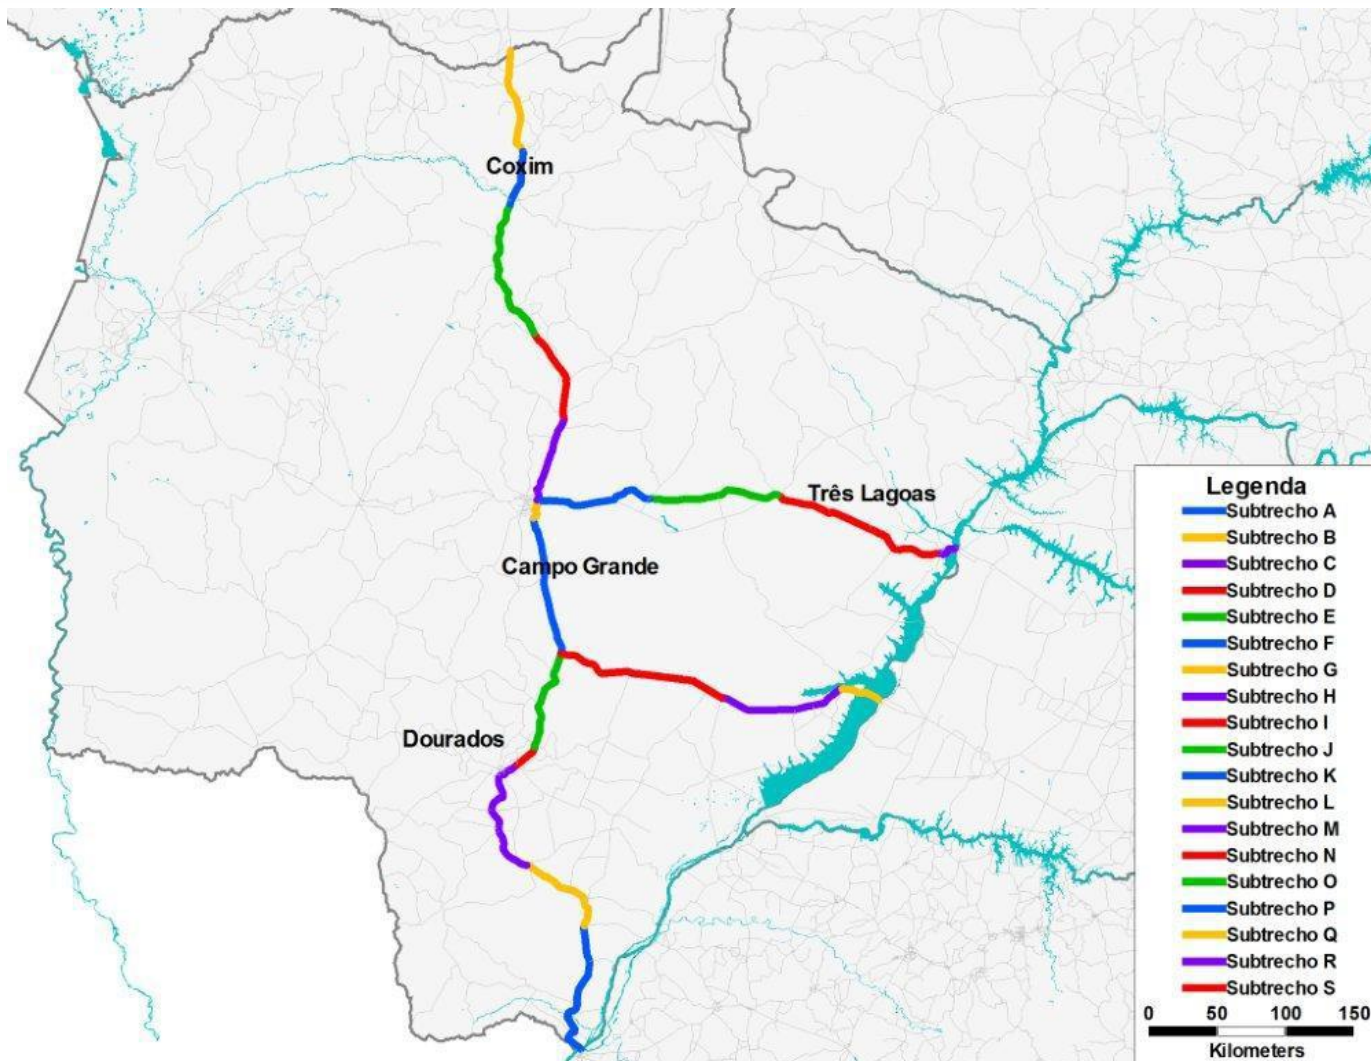 Coxim
Três Lagoas
Campo Grande
Dourados
Legenda
Subtrecho A
Subtrecho B
Subtrecho C
Subtrecho D
Subtrecho E
Subtrecho F
Subtrecho G
Subtrecho H
Subtrecho I
Subtrecho J
Subtrecho K
Subtrecho L
Subtrecho M
Subtrecho N
Subtrecho O
Subtrecho P
Subtrecho Q
Subtrecho R
Subtrecho S
0 50 100 150
Kilometers